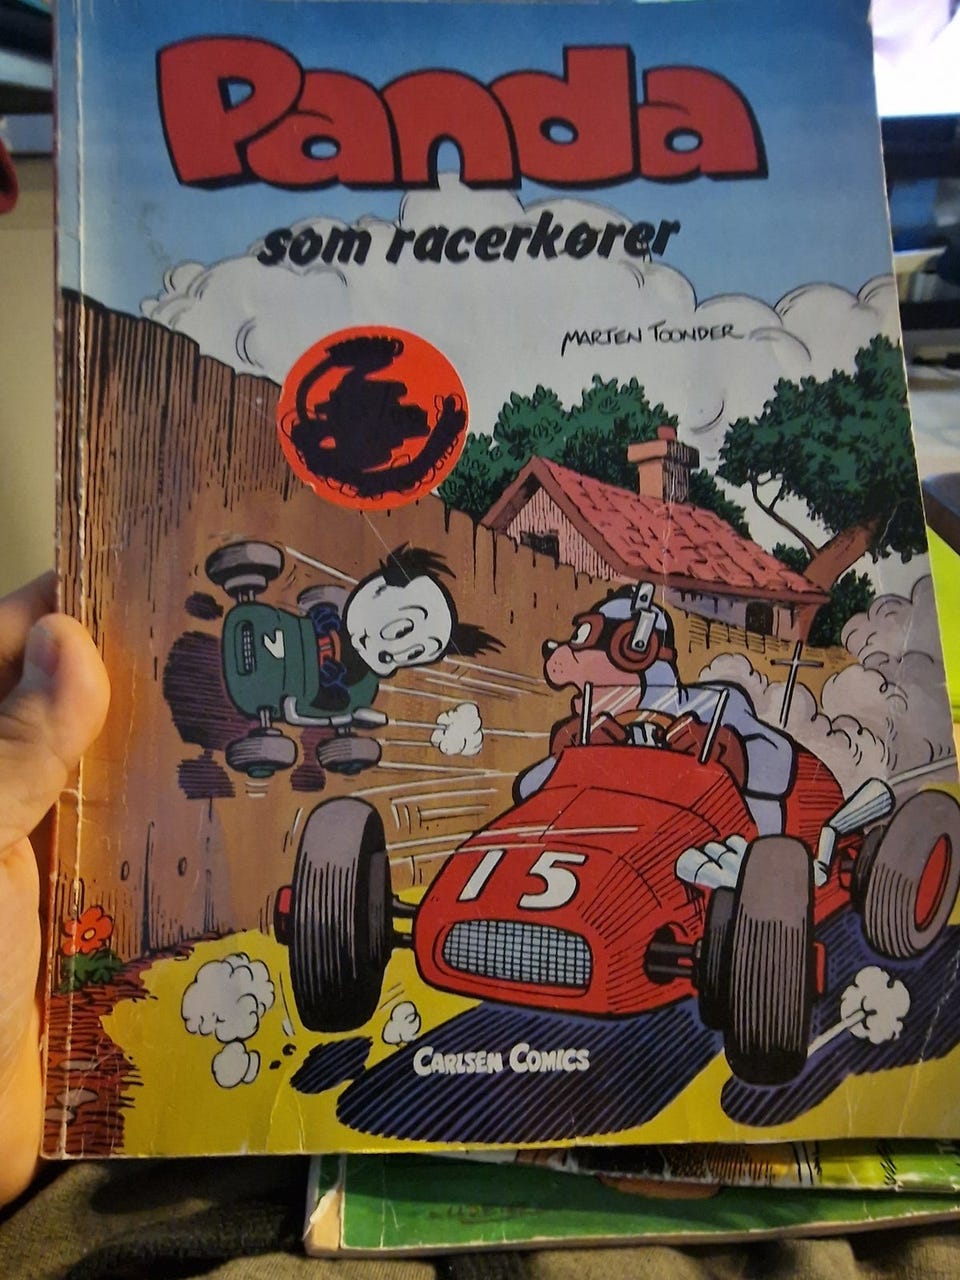 Panda
som racerkører
MARTEN TOONDER
15
CARLSEN COMICS